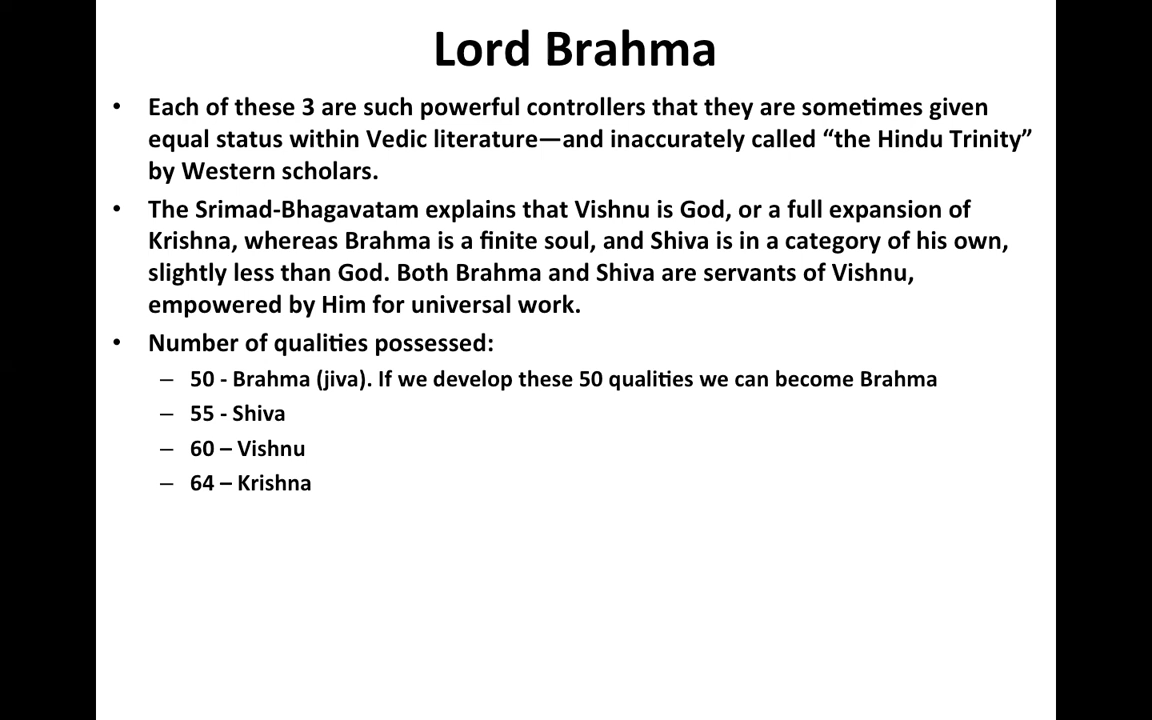 Lord Brahma
• Each of these 3 are such powerful controllers that they are sometimes given
equal status within Vedic literature—and inaccurately called “the Hindu Trinity”
by Western scholars.
• The Srimad-Bhagavatam explains that Vishnu is God, or a full expansion of
Krishna, whereas Brahma is a finite soul, and Shiva is in a category of his own,
slightly less than God. Both Brahma and Shiva are servants of Vishnu,
empowered by Him for universal work.
• Number of qualities possessed:
– 50 - Brahma (jiva). If we develop these 50 qualities we can become Brahma
– 55 - Shiva
– 60 – Vishnu
– 64 – Krishna